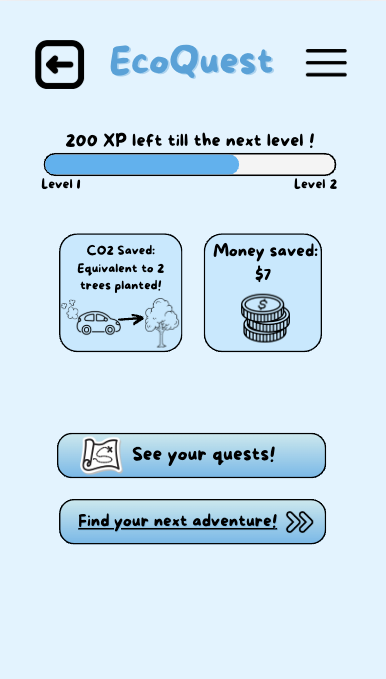 EcoQuest
200 XP left till the next level !
Level 1
Level 2
CO2 Saved:
Equivalent to 2
trees planted!
Money saved:
$7
$
See your quests!
Find your next adventure!